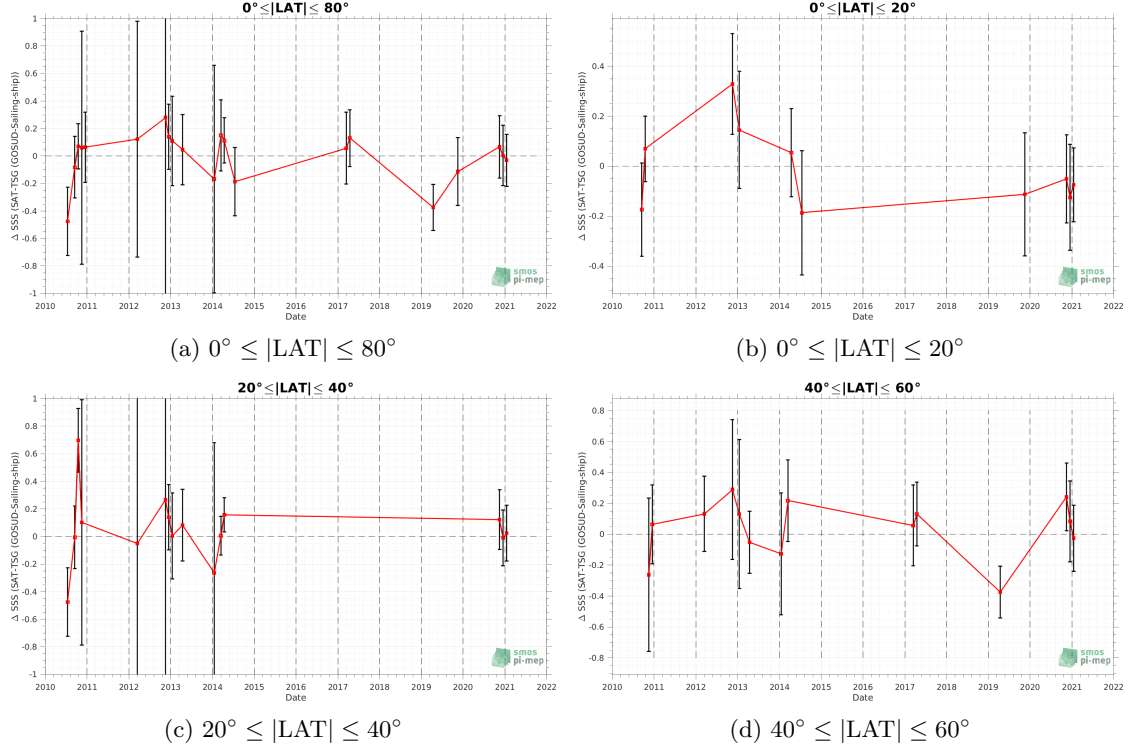 0°≤|LAT|≤ 80°
Δ SSS (SAT-TSG (GOSUD-Sailing-ship))
1
0.8
0.6
0.4
0.2
0
-0.2
-0.4
-0.6
-0.8
-1
2010 2011 2012 2013 2014 2015 2016 2017 2018 2019 2020 2021 2022
Date
smos
pi-mep
(a) 0° ≤ |LAT| ≤ 80°
0°≤|LAT|≤ 20°
Δ SSS (SAT-TSG (GOSUD-Sailing-ship))
0.4
0.2
0
-0.2
-0.4
2010 2011 2012 2013 2014 2015 2016 2017 2018 2019 2020 2021 2022
Date
smos
pi-mep
(b) 0° ≤ |LAT| ≤ 20°
20°≤|LAT|≤ 40°
Δ SSS (SAT-TSG (GOSUD-Sailing-ship))
1
0.8
0.6
0.4
0.2
0
-0.2
-0.4
-0.6
-0.8
-1
2010 2011 2012 2013 2014 2015 2016 2017 2018 2019 2020 2021 2022
Date
smos
pi-mep
(c) 20° ≤ |LAT| ≤ 40°
40°≤|LAT|≤ 60°
Δ SSS (SAT-TSG (GOSUD-Sailing-ship))
0.8
0.6
0.4
0.2
0
-0.2
-0.4
-0.6
-0.8
2010 2011 2012 2013 2014 2015 2016 2017 2018 2019 2020 2021 2022
Date
smos
pi-mep
(d) 40° ≤ |LAT| ≤ 60°